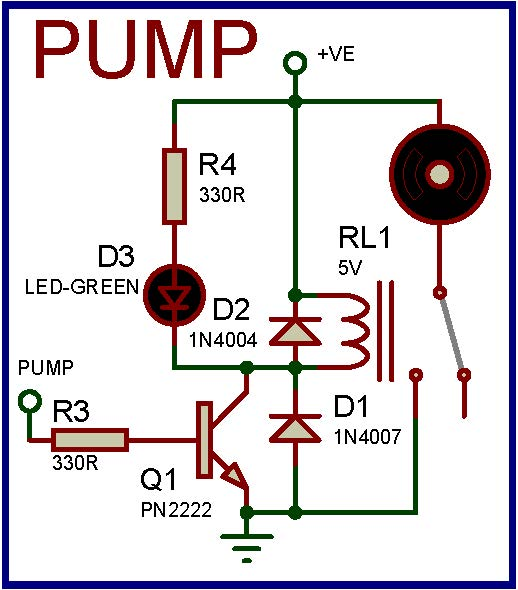 PUMP
+VE
R4
330R
RL1
5V
D3
LED-GREEN
D2
1N4004
PUMP
R3
330R
D1
1N4007
Q1
PN2222